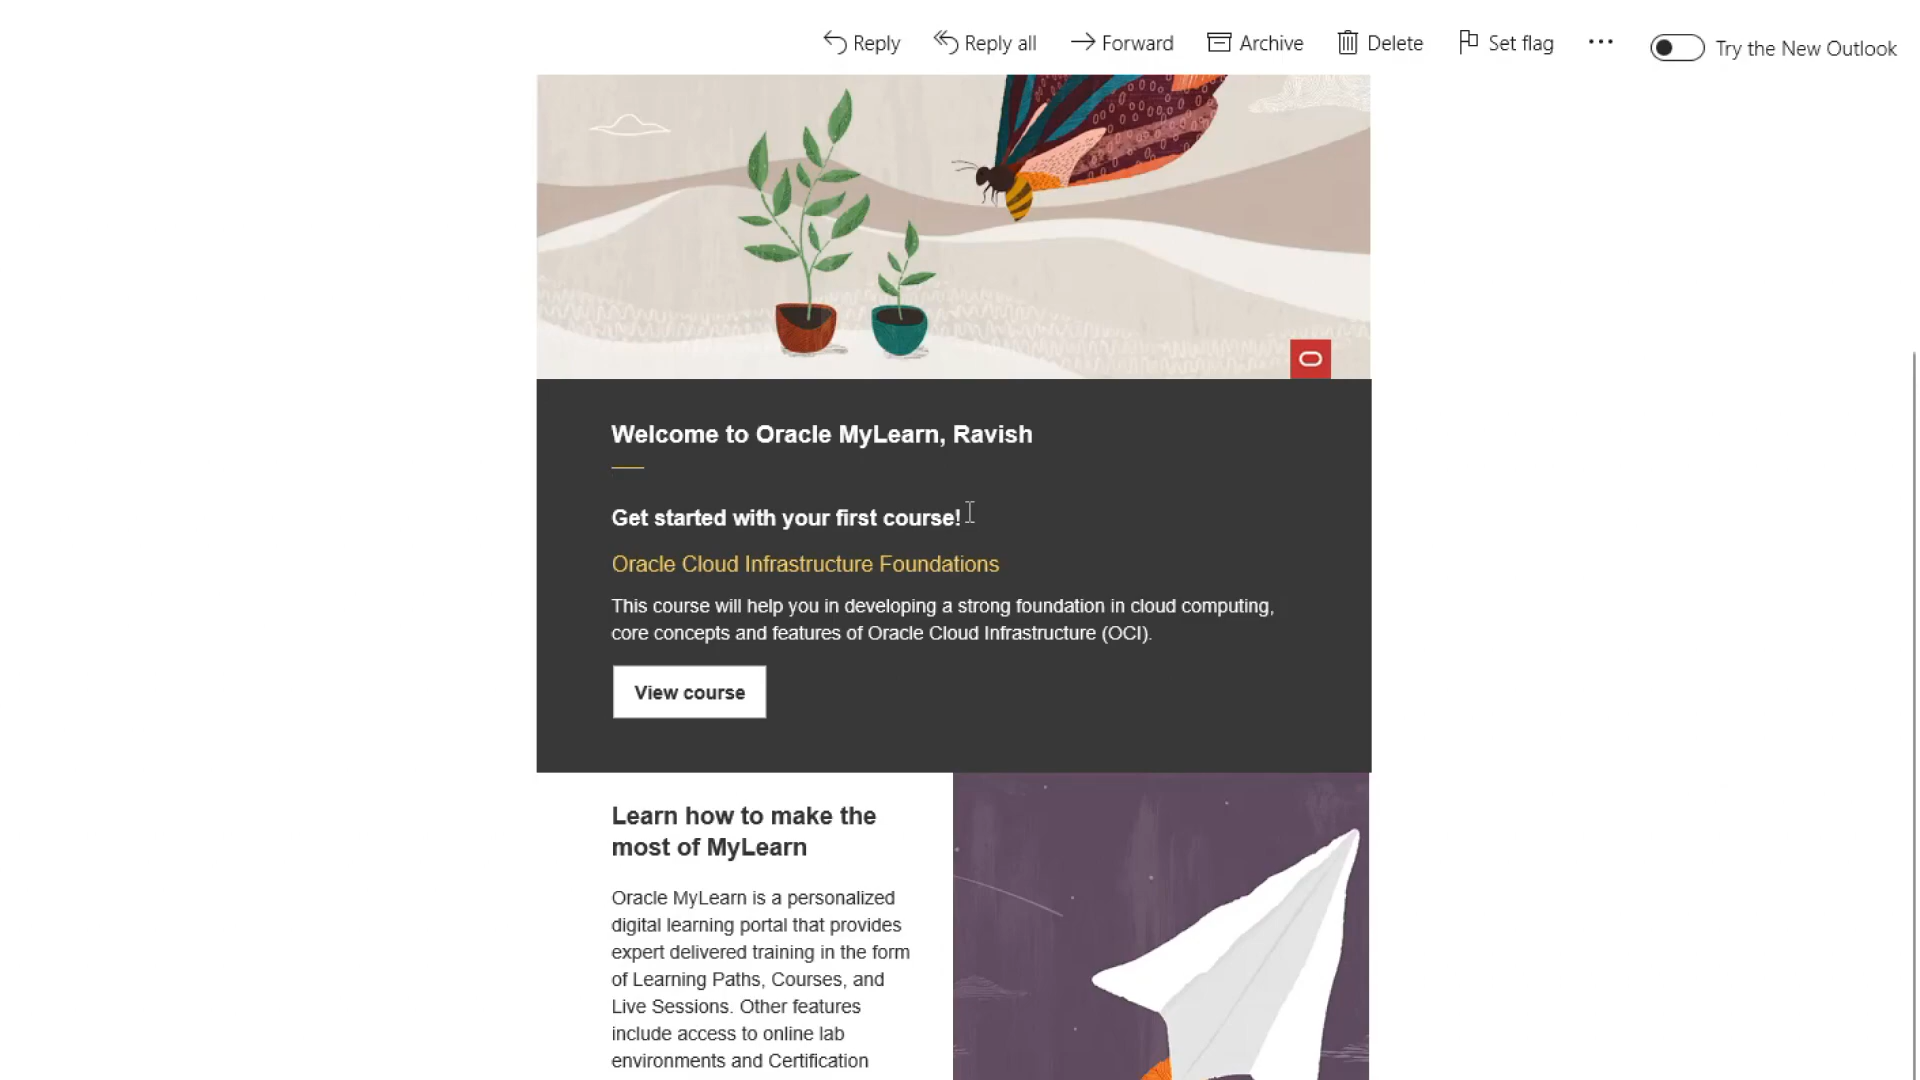 Reply
Reply all
Forward
Archive
Delete
Set flag
Try the New Outlook
Welcome to Oracle MyLearn, Ravish
Get started with your first course!
Oracle Cloud Infrastructure Foundations
This course will help you in developing a strong foundation in cloud computing,
core concepts and features of Oracle Cloud Infrastructure (OCI).
View course
Learn how to make the
most of MyLearn
Oracle MyLearn is a personalized
digital learning portal that provides
expert delivered training in the form
of Learning Paths, Courses, and
Live Sessions. Other features
include access to online lab
environments and Certification